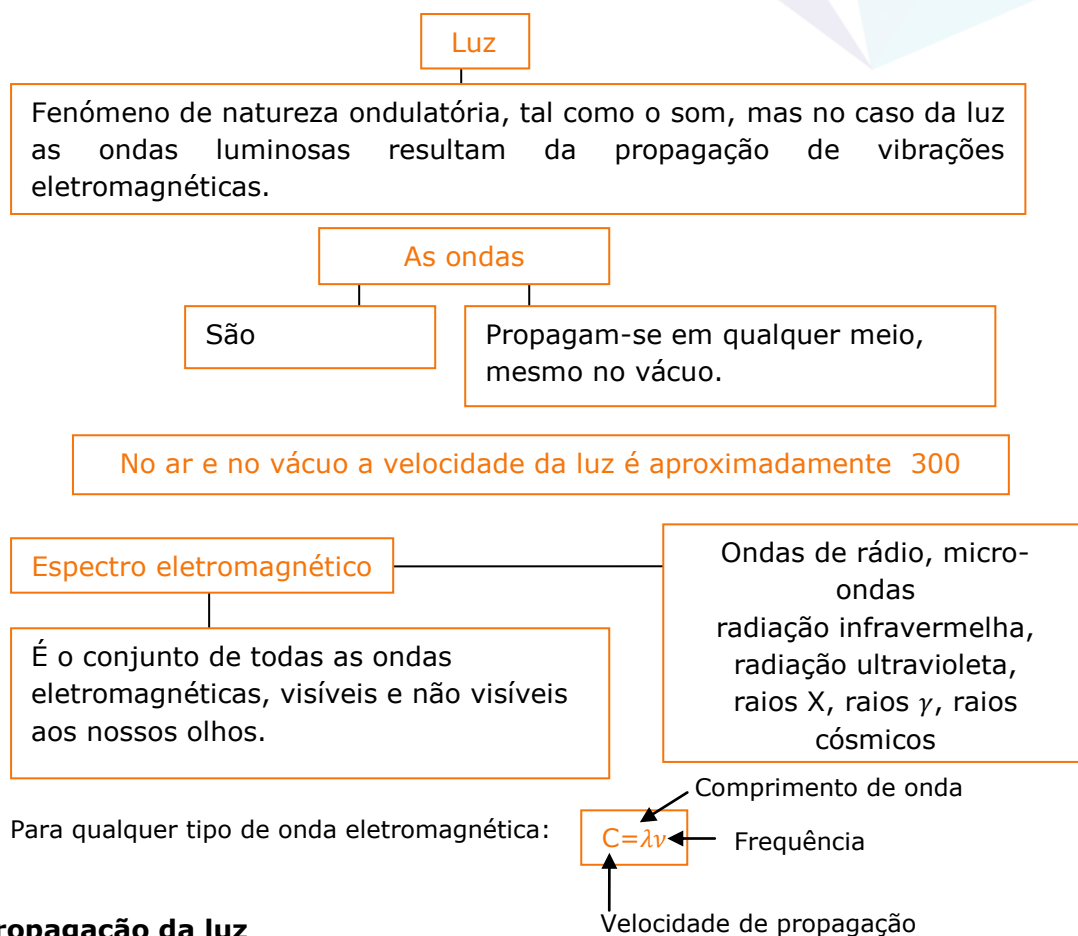 Luz
Fenómeno de natureza ondulatória, tal como o som, mas no caso da luz
as ondas luminosas resultam da propagação de vibrações
eletromagnéticas.
As ondas
São
Propagam-se em qualquer meio,
mesmo no vácuo.
No ar e no vácuo a velocidade da luz é aproximadamente 300
Espectro eletromagnético
É o conjunto de todas as ondas
eletromagnéticas, visíveis e não visíveis
aos nossos olhos.
Ondas de rádio, micro-
ondas
radiação infravermelha,
radiação ultravioleta,
raios X, raios γ, raios
cósmicos
Para qualquer tipo de onda eletromagnética:
Comprimento de onda
C=λν
Frequência
Velocidade de propagação
ropagação da luz